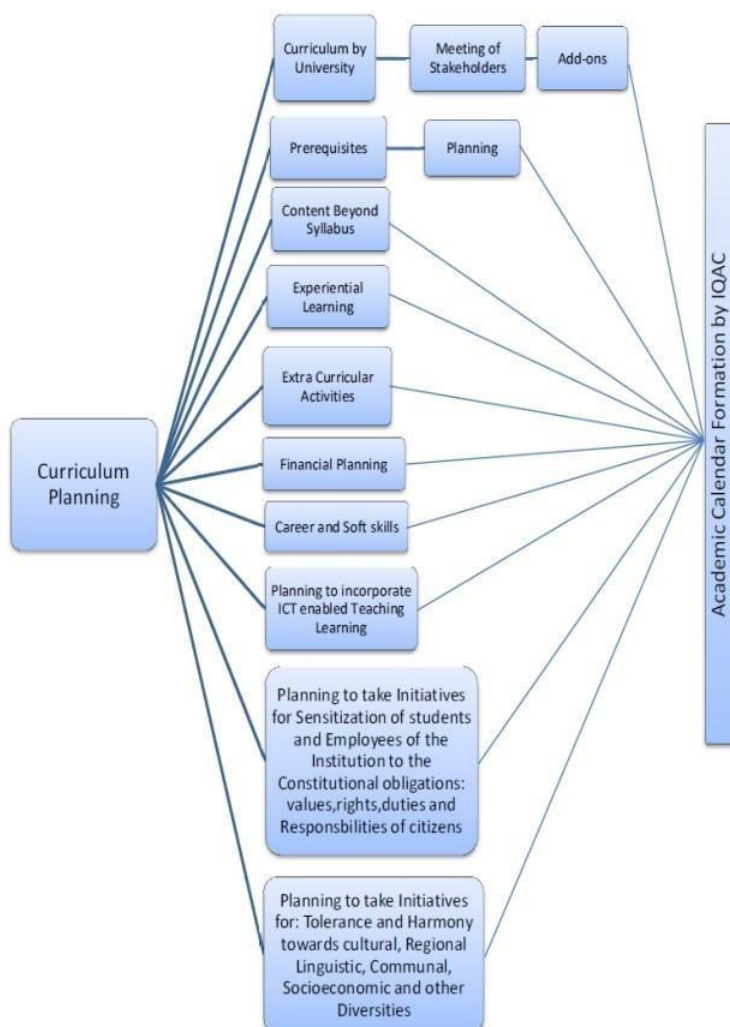 Curriculum by
University
Meeting of
Stakeholders
Add-ons
Prerequisites
Planning
Content Beyond
Syllabus
Experiential
Learning
Extra Curricular
Activities
Financial Planning
Career and Soft skills
Planning to incorporate
ICT enabled Teaching
Learning
Planning to take Initiatives
for Sensitization of students
and Employees of the
Institution to the
Constitutional obligations:
values,rights,duties and
Responsbilities of citizens
Planning to take Initiatives
for: Tolerance and Harmony
towards cultural, Regional
Linguistic, Communal,
Socioeconomic and other
Diversities
Curriculum
Planning
Academic Calendar Formation by IQAC